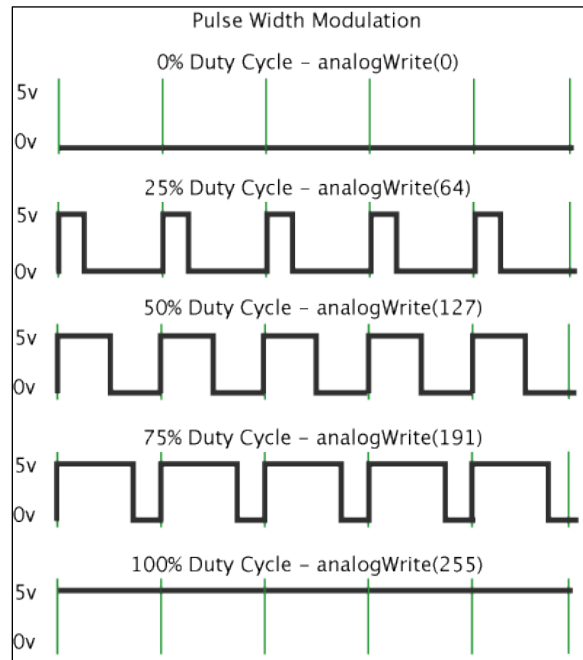 Pulse Width Modulation
0% Duty Cycle – analogWrite(0)
5v
0v
25% Duty Cycle – analogWrite(64)
5v
0v
50% Duty Cycle – analogWrite(127)
5v
0v
75% Duty Cycle – analogWrite(191)
5v
0v
100% Duty Cycle – analogWrite(255)
5v
0v